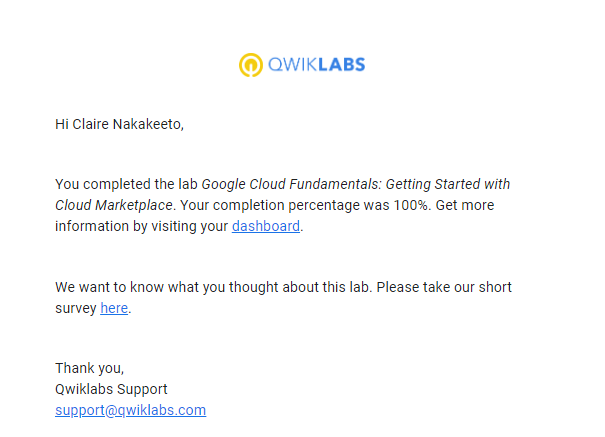 QWIKLABS
Hi Claire Nakakeeto,
You completed the lab Google Cloud Fundamentals: Getting Started with
Cloud Marketplace. Your completion percentage was 100%. Get more
information by visiting your dashboard.
We want to know what you thought about this lab. Please take our short
survey here.
Thank you,
Qwiklabs Support
support@qwiklabs.com